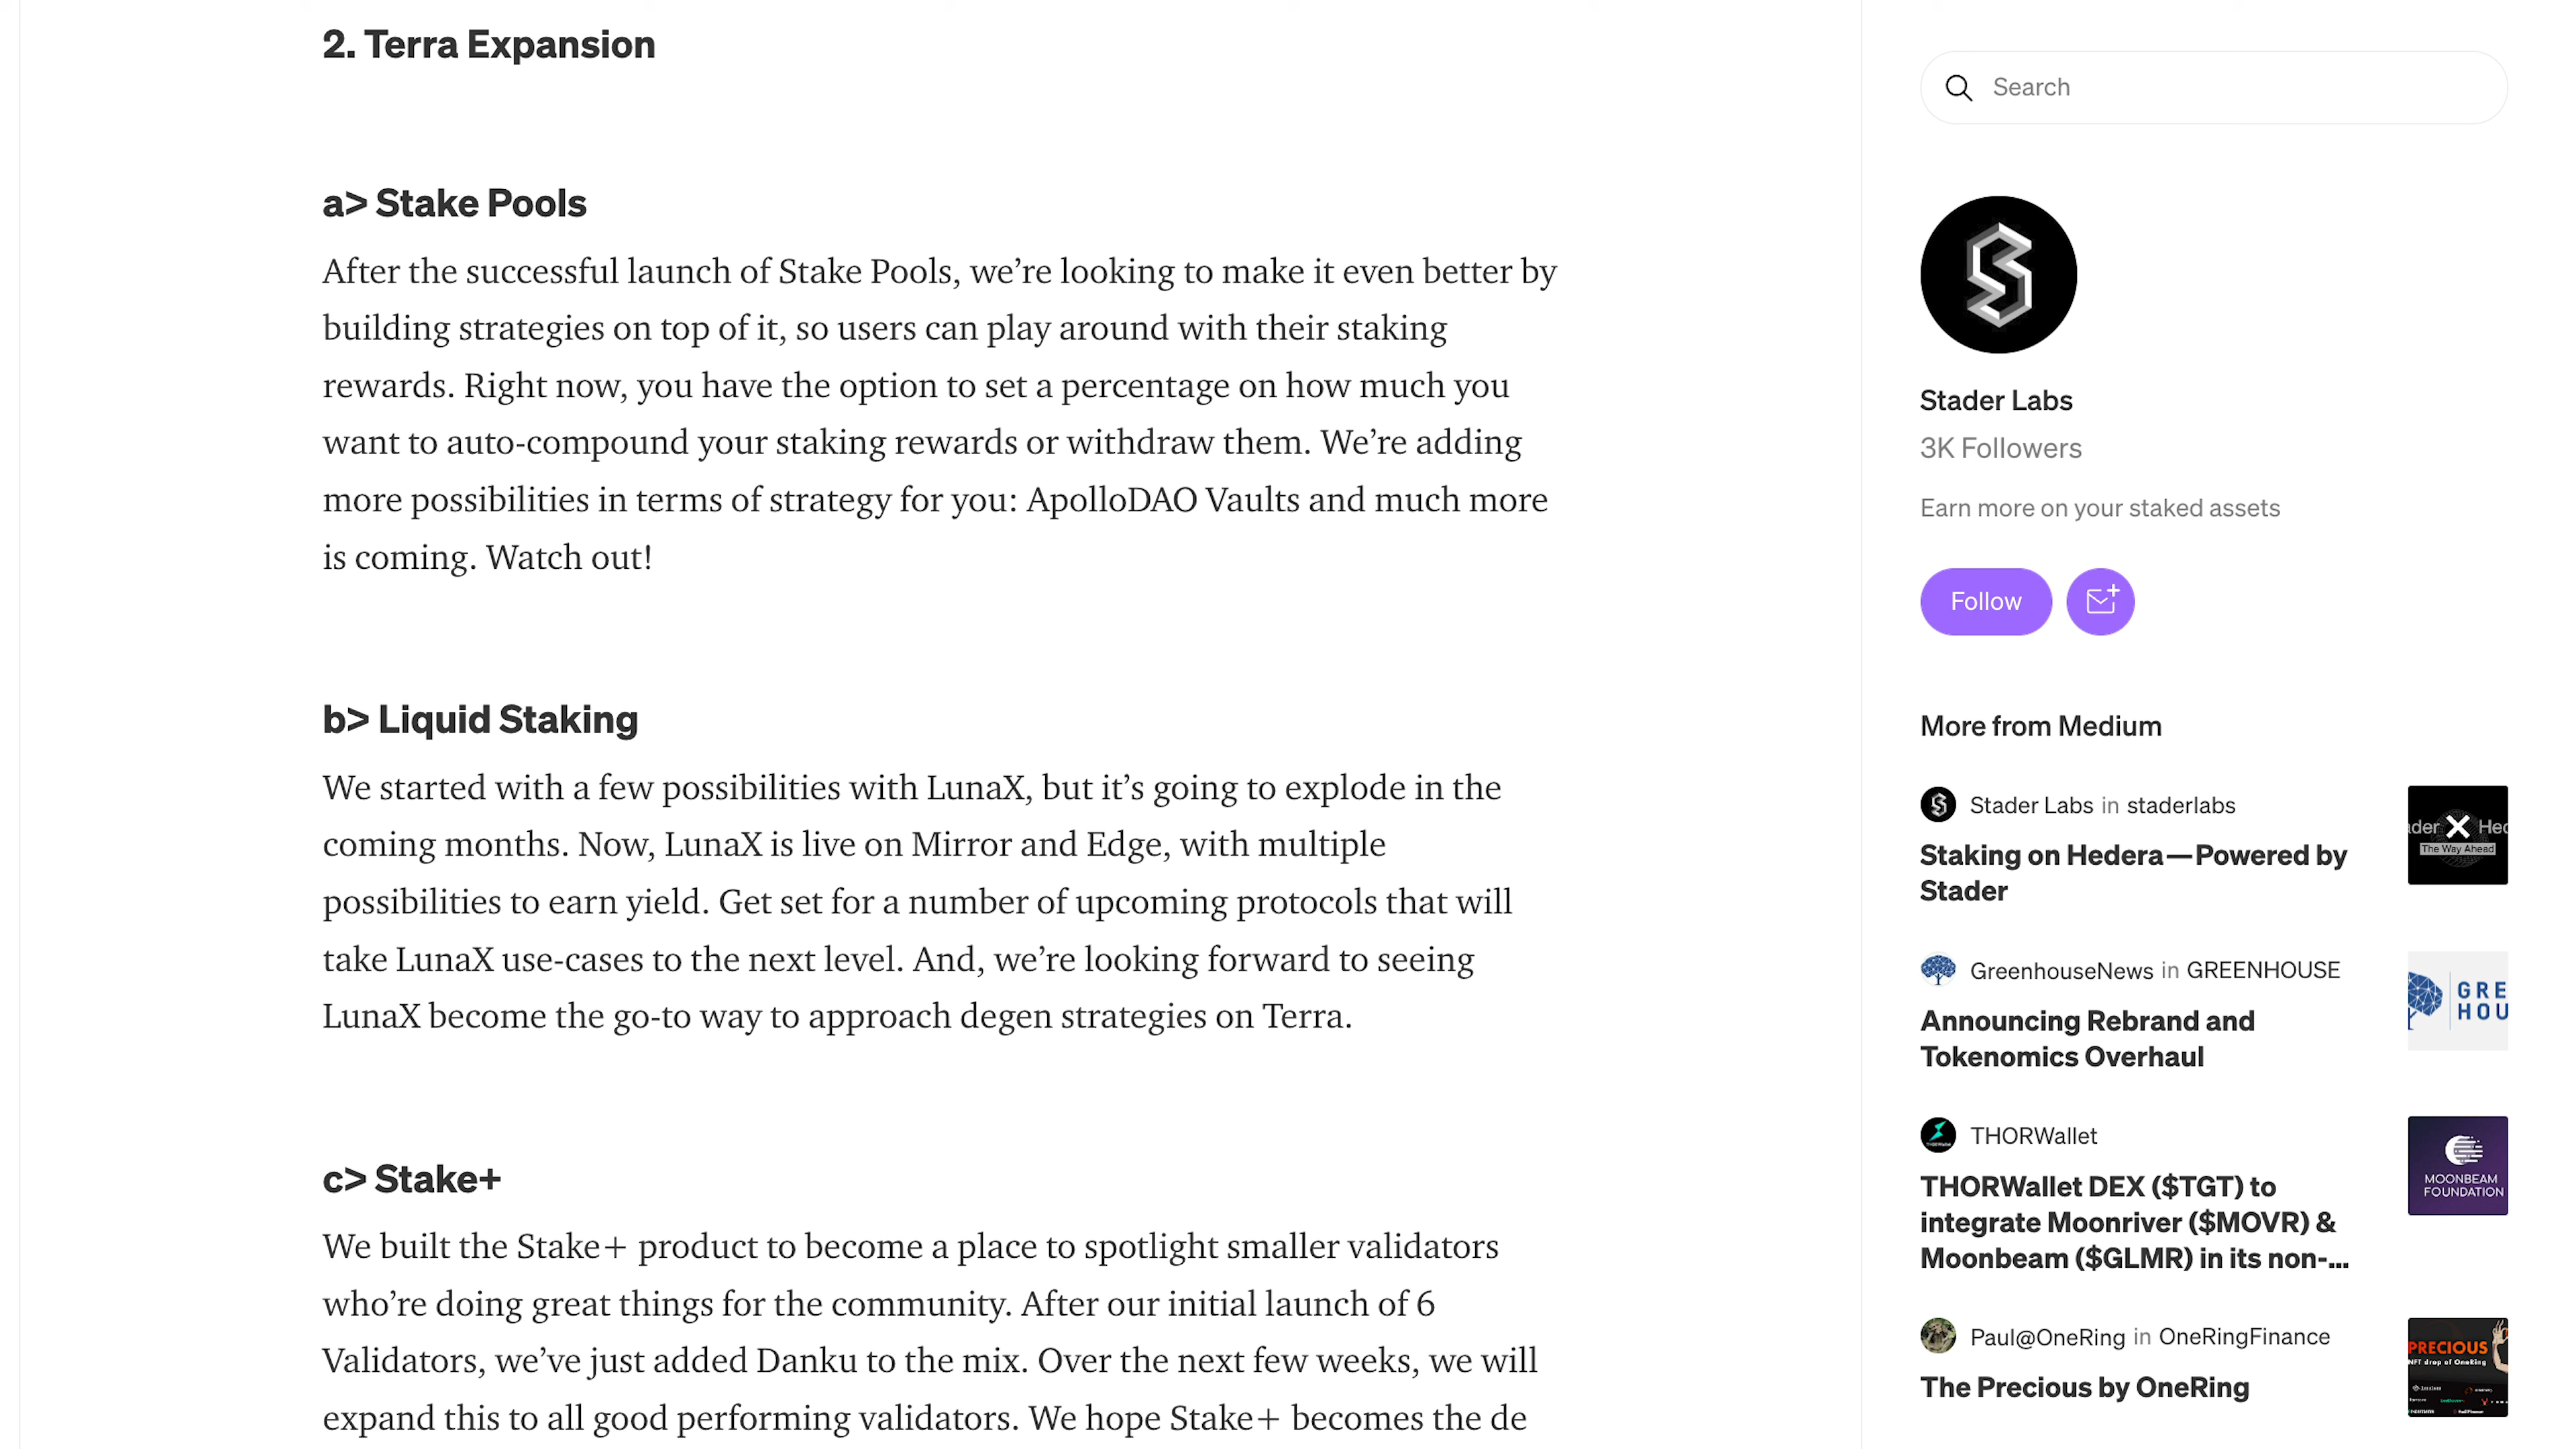 2. Terra Expansion
a> Stake Pools
After the successful launch of Stake Pools, we’re looking to make it even better by
building strategies on top of it, so users can play around with their staking
rewards. Right now, you have the option to set a percentage on how much you
want to auto-compound your staking rewards or withdraw them. We’re adding
more possibilities in terms of strategy for you: ApolloDAO Vaults and much more
is coming. Watch out!
b> Liquid Staking
We started with a few possibilities with LunaX, but it’s going to explode in the
coming months. Now, LunaX is live on Mirror and Edge, with multiple
possibilities to earn yield. Get set for a number of upcoming protocols that will
take LunaX use-cases to the next level. And, we’re looking forward to seeing
LunaX become the go-to way to approach degen strategies on Terra.
c> Stake+
We built the Stake+ product to become a place to spotlight smaller validators
who’re doing great things for the community. After our initial launch of 6
Validators, we’ve just added Danku to the mix. Over the next few weeks, we will
expand this to all good performing validators. We hope Stake+ becomes the de
Search
Stader Labs
3K Followers
Earn more on your staked assets
Follow
More from Medium
Stader Labs in staderlabs
Staking on Hedera — Powered by
Stader
der X Hed
The Way Ahead
GreenhouseNews in GREENHOUSE
Announcing Rebrand and
Tokenomics Overhaul
GRE
HOU
THORWallet
THORWallet DEX ($TGT) to
integrate Moonriver ($MOVR) &
Moonbeam ($GLMR) in its non-...
MOONBEAM
FOUNDATION
Paul@OneRing in OneRingFinance
The Precious by OneRing
PRECIOUS
NFT drop of OneRing